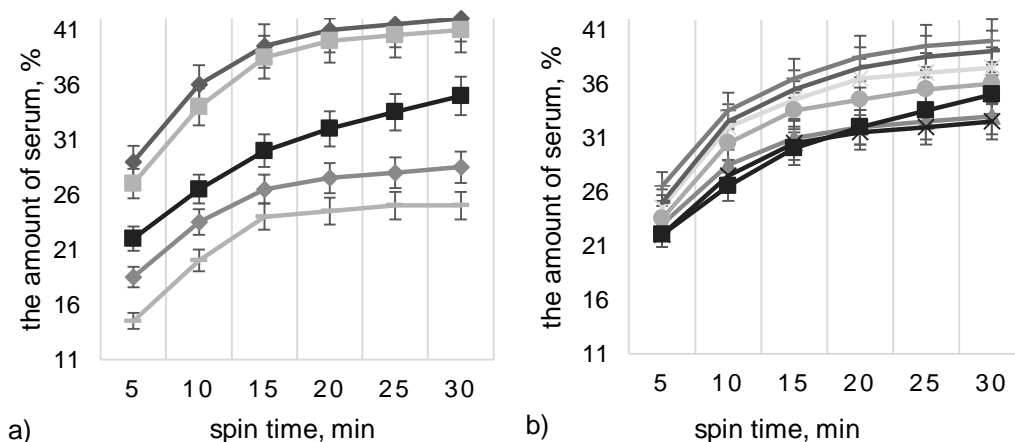 the amount of serum, %
41
36
31
26
21
16
11
5 10 15 20 25 30
spin time, min
a)
the amount of serum, %
41
36
31
26
21
16
11
5 10 15 20 25 30
spin time, min
b)